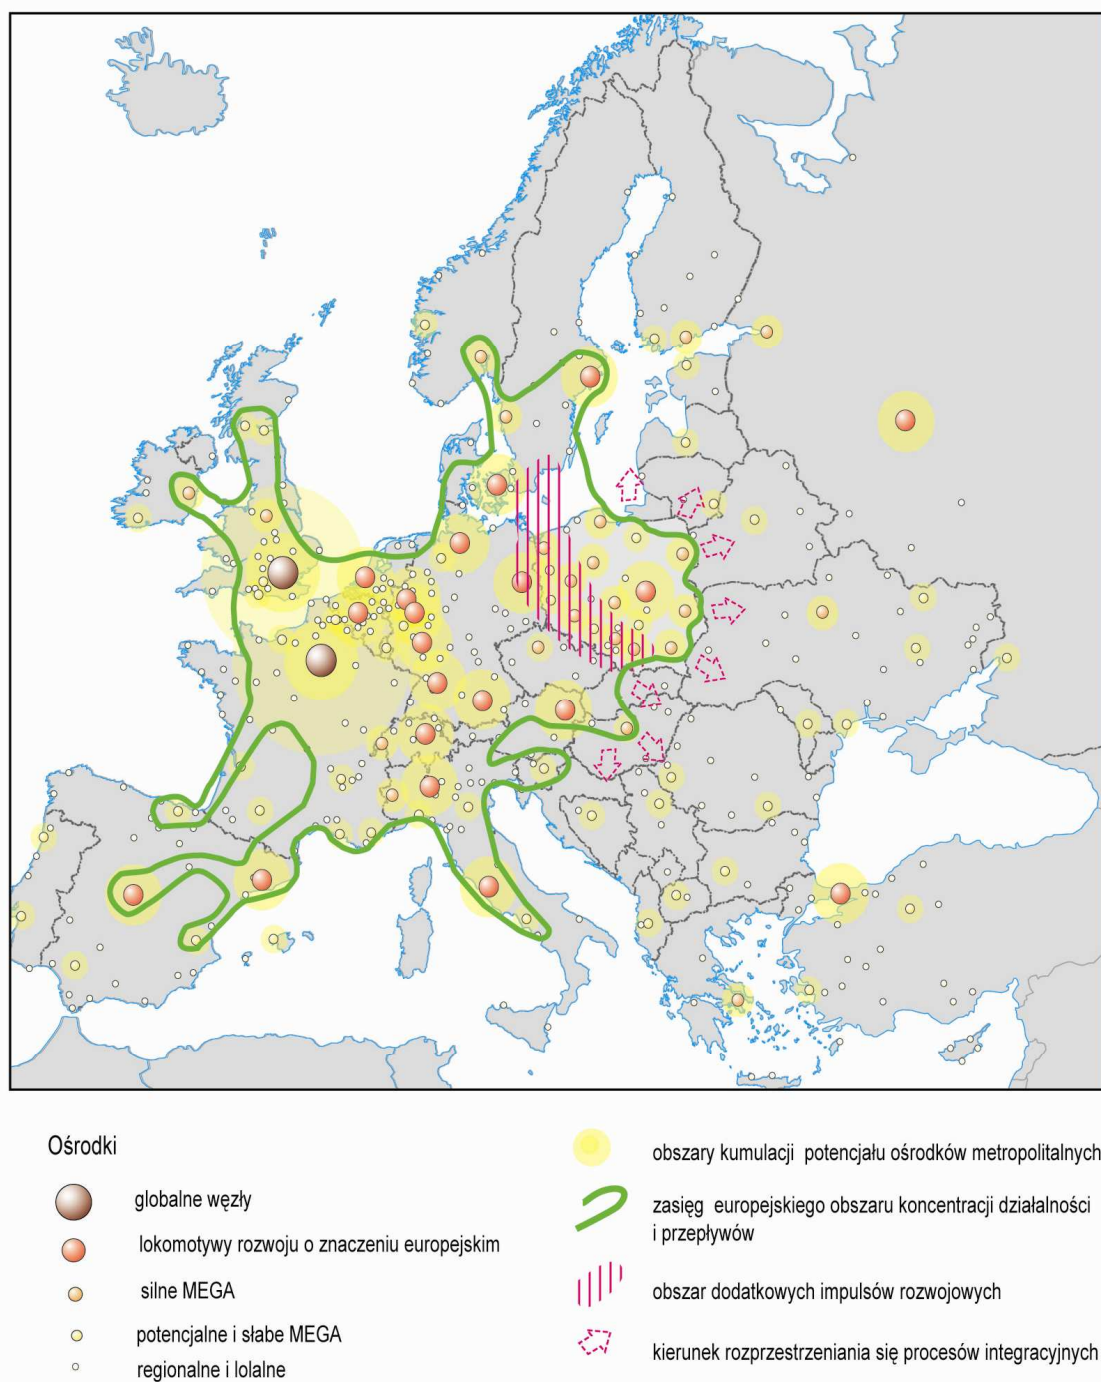 Ośrodki
globalne węzły
lokomotywy rozwoju o znaczeniu europejskim
silne MEGA
potencjalne i słabe MEGA
regionalne i lolalne
obszary kumulacji potencjału ośrodków metropolitalnych
zasięg europejskiego obszaru koncentracji działalności
i przepływów
obszar dodatkowych impulsów rozwojowych
kierunek rozprzestrzeniania się procesów integracyjnych